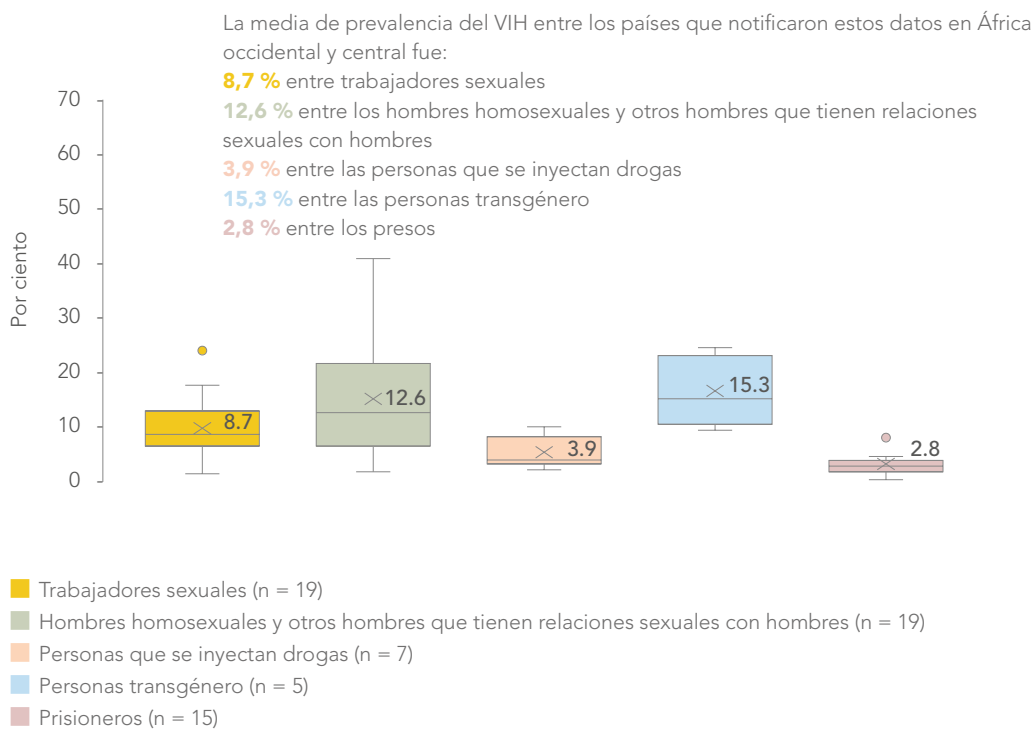 La media de prevalencia del VIH entre los países que notificaron estos datos en África
occidental y central fue:
8,7 % entre trabajadores sexuales
12,6 % entre los hombres homosexuales y otros hombres que tienen relaciones
sexuales con hombres
3,9 % entre las personas que se inyectan drogas
15,3 % entre las personas transgénero
2,8 % entre los presos
Por ciento
70
60
50
40
30
20
10
0
8.7
12.6
3.9
15.3
2.8
Trabajadores sexuales (n = 19)
Hombres homosexuales y otros hombres que tienen relaciones sexuales con hombres (n = 19)
Personas que se inyectan drogas (n = 7)
Personas transgénero (n = 5)
Prisioneros (n = 15)